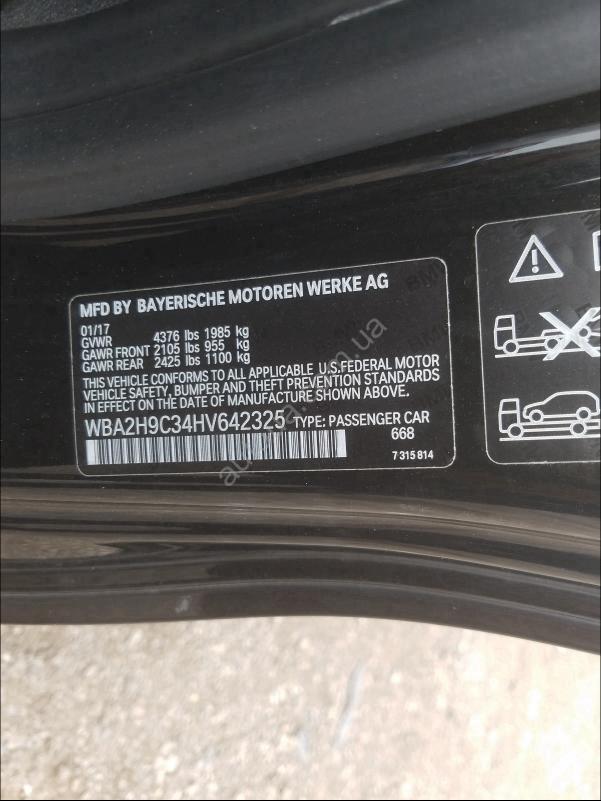 MFD BY BAYERISCHE MOTOREN WERKE AG
01/17
GVWR 4376 lbs 1985 kg
GAWR FRONT 2105 lbs 955 kg
GAWR REAR 2425 lbs 1100 kg
THIS VEHICLE CONFORMS TO ALL APPLICABLE U.S.FEDERAL MOTOR
VEHICLE SAFETY, BUMPER AND THEFT PREVENTION STANDARDS
IN EFFECT ON THE DATE OF MANUFACTURE SHOWN ABOVE.
WBA2H9C34HV642325 TYPE: PASSENGER CAR
668
7 315 814